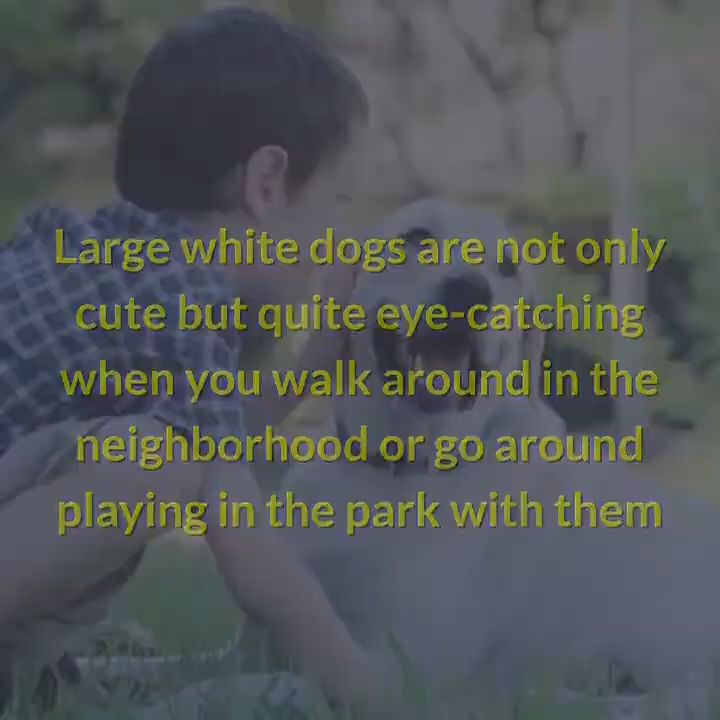 Large white dogs are not only
cute but quite eye-catching
when you walk around in the
neighborhood or go around
playing in the park with them